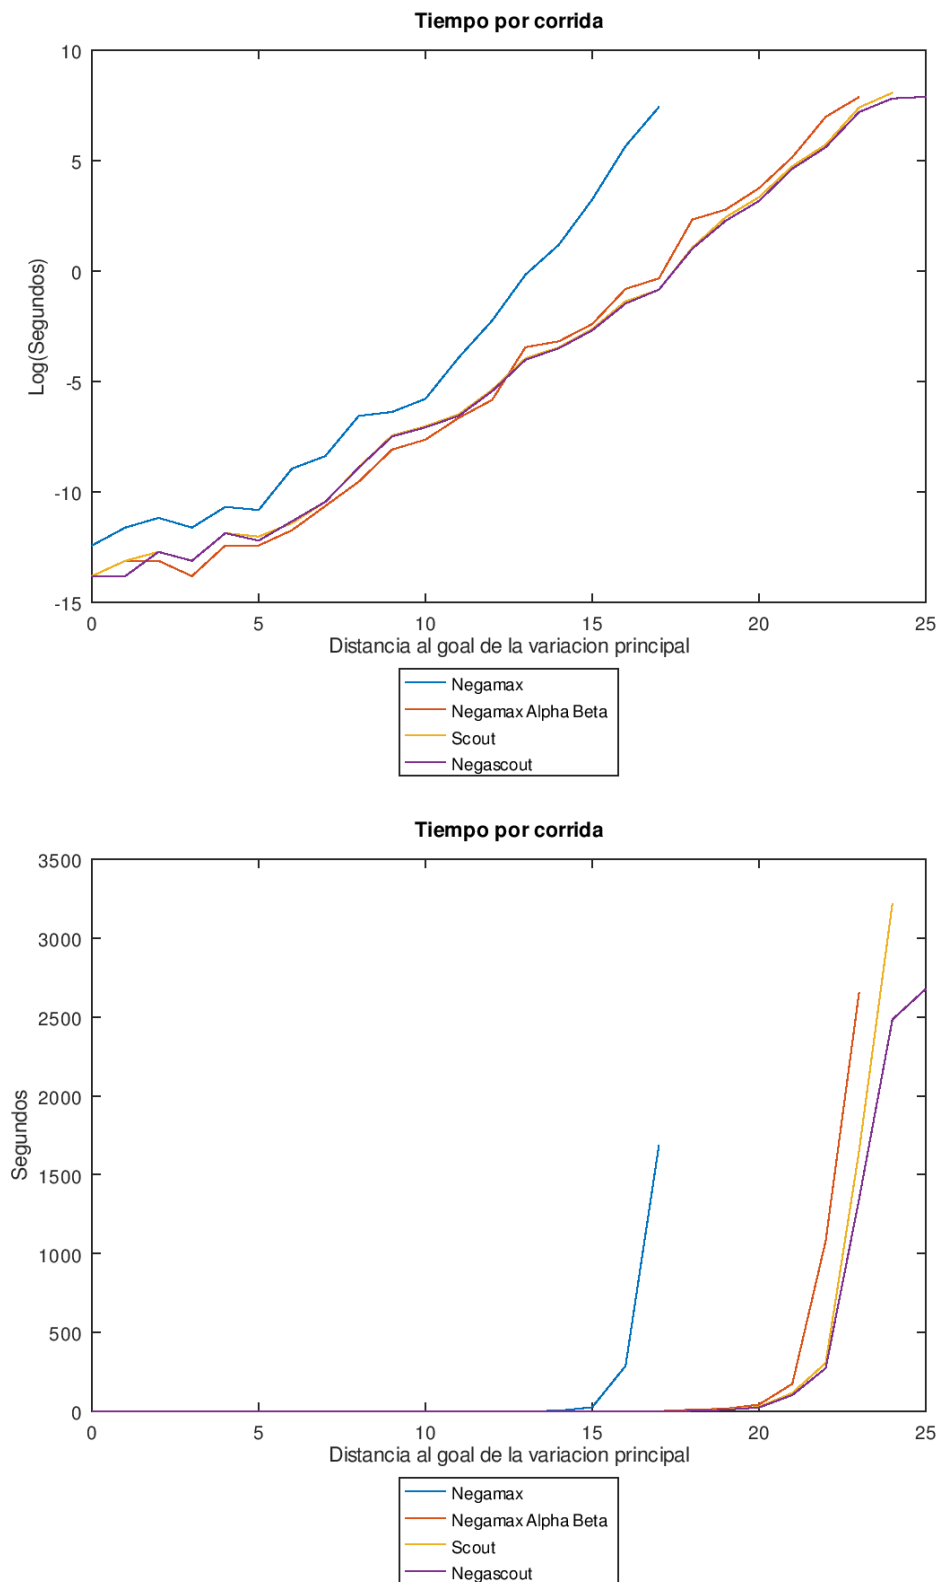 Tiempo por corrida
10
5
0
-5
-10
-15
Log(Segundos)
0
5
10
15
20
25
Distancia al goal de la variacion principal
Negamax
Negamax Alpha Beta
Scout
Negascout
Tiempo por corrida
3500
3000
2500
2000
1500
1000
500
0
Segundos
0
5
10
15
20
25
Distancia al goal de la variacion principal
Negamax
Negamax Alpha Beta
Scout
Negascout